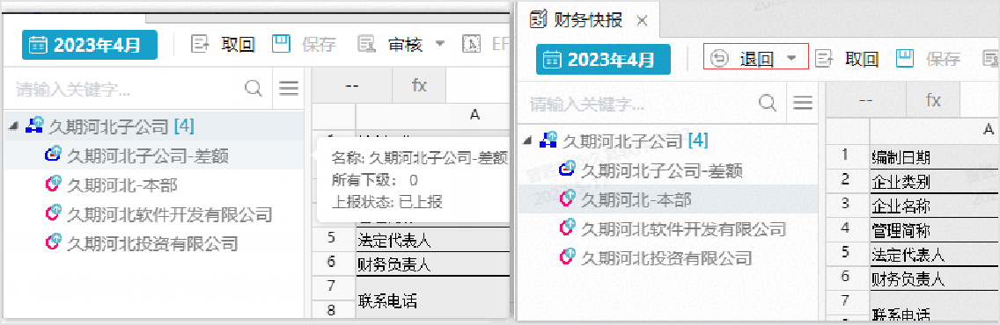 2023年4月 取回 保存 审核 EF
请输入关键字... -- fx
A
久期河北子公司 [4]
久期河北子公司-差额
久期河北-本部
久期河北软件开发有限公司
久期河北投资有限公司
名称: 久期河北子公司-差额
所有下级: 0
上报状态: 已上报
5 法定代表人
6 财务负责人
7
联系电话
8
财务快报 ×
2023年4月 退回 取回 保存
请输入关键字... -- fx
A
久期河北子公司 [4]
久期河北子公司-差额
久期河北-本部
久期河北软件开发有限公司
久期河北投资有限公司
1 编制日期
2 企业类别
3 企业名称
4 管理简称
5 法定代表人
6 财务负责人
7
联系电话